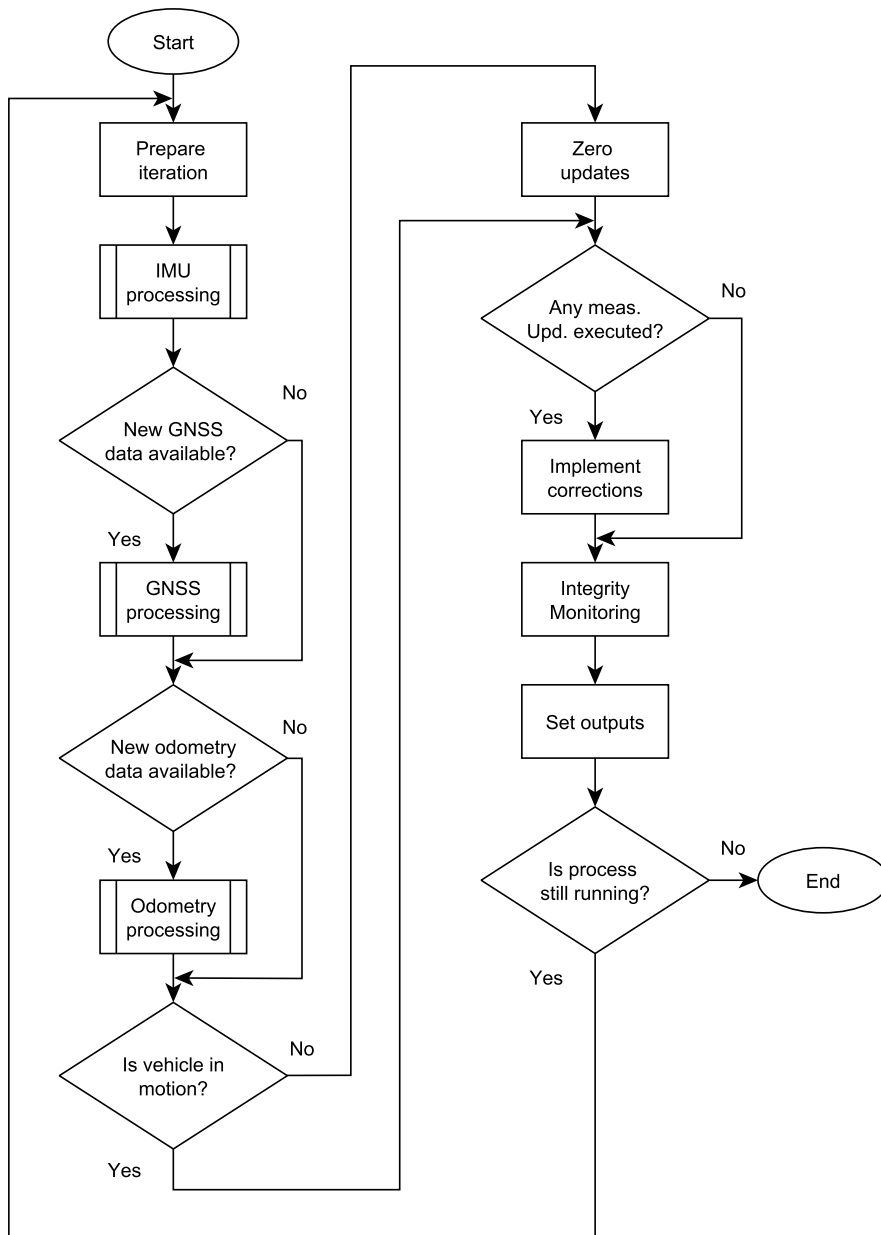 Start
Prepare
iteration
IMU
processing
New GNSS
data available?
No
Yes
GNSS
processing
New odometry
data available?
No
Yes
Odometry
processing
Is vehicle in
motion?
No
Yes
Zero
updates
Any meas.
Upd. executed?
No
Yes
Implement
corrections
Integrity
Monitoring
Set outputs
Is process
still running?
No
Yes
End